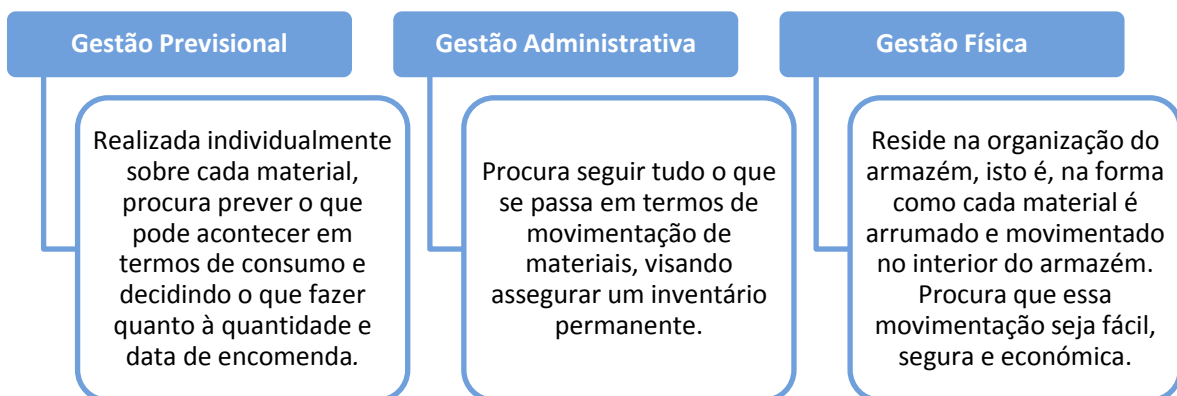 Gestão Previsional
Realizada individualmente
sobre cada material,
procura prever o que
pode acontecer em
termos de consumo e
decidindo o que fazer
quanto à quantidade e
data de encomenda.
Gestão Administrativa
Procura seguir tudo o que
se passa em termos de
movimentação de
materiais, visando
assegurar um inventário
permanente.
Gestão Física
Reside na organização do
armazém, isto é, na forma
como cada material é
arrumado e movimentado
no interior do armazém.
Procura que essa
movimentação seja fácil,
segura e económica.